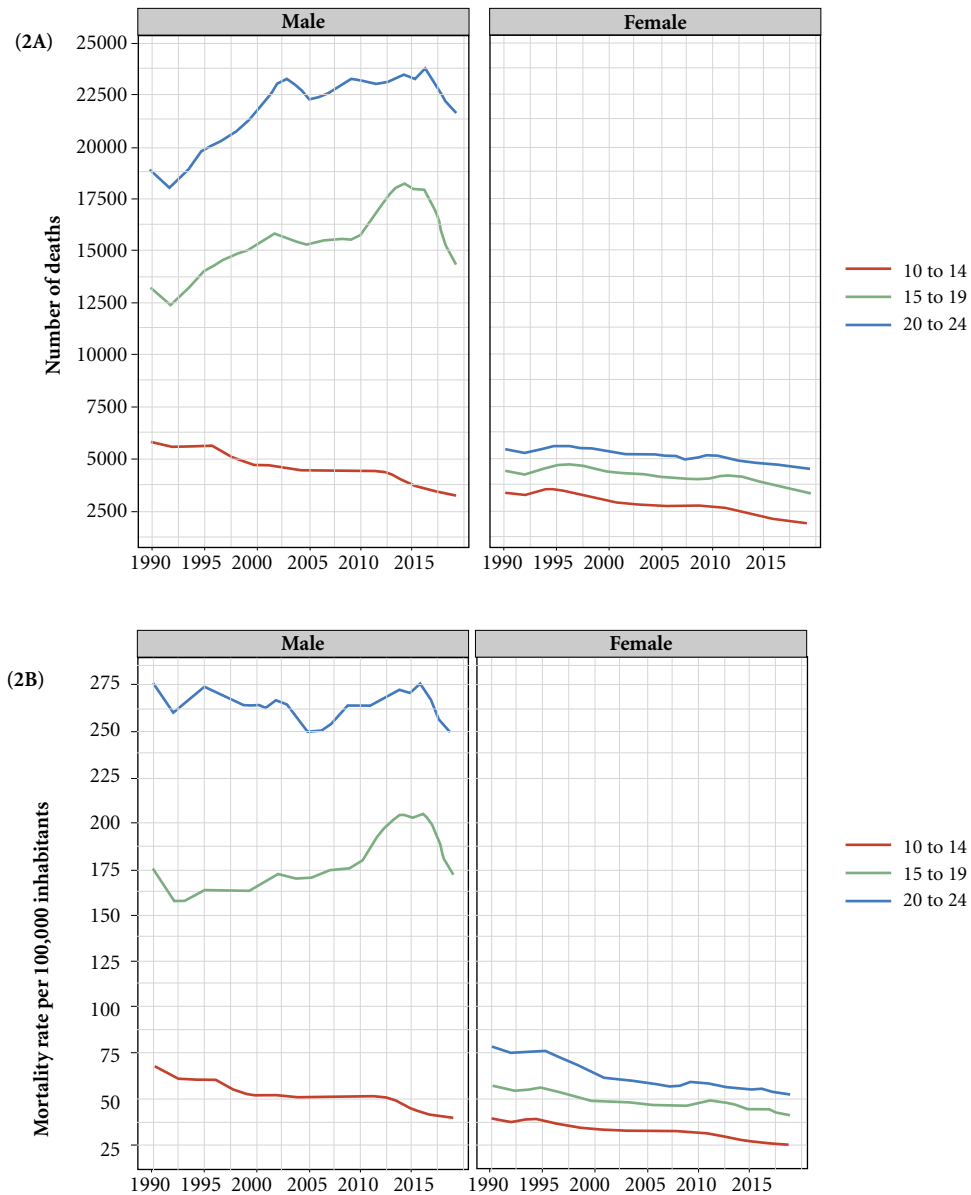 (2A)
Male
Female
Number of deaths
25000
22500
20000
17500
15000
12500
10000
7500
5000
2500
1990 1995 2000 2005 2010 2015
1990 1995 2000 2005 2010 2015
10 to 14
15 to 19
20 to 24
(2B)
Male
Female
Mortality rate per 100,000 inhabitants
275
250
225
200
175
150
125
100
75
50
25
1990 1995 2000 2005 2010 2015
1990 1995 2000 2005 2010 2015
10 to 14
15 to 19
20 to 24